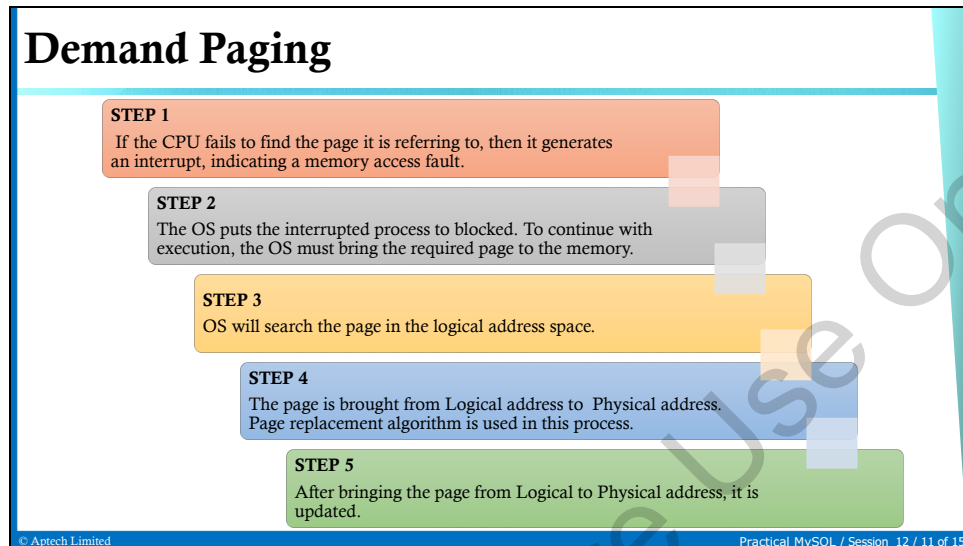 Demand Paging
STEP 1
If the CPU fails to find the page it is referring to, then it generates
an interrupt, indicating a memory access fault.
STEP 2
The OS puts the interrupted process to blocked. To continue with
execution, the OS must bring the required page to the memory.
STEP 3
OS will search the page in the logical address space.
STEP 4
The page is brought from Logical address to Physical address.
Page replacement algorithm is used in this process.
STEP 5
After bringing the page from Logical to Physical address, it is
updated.
© Aptech Limited
Practical MySQL / Session 12 / 11 of 15
Use